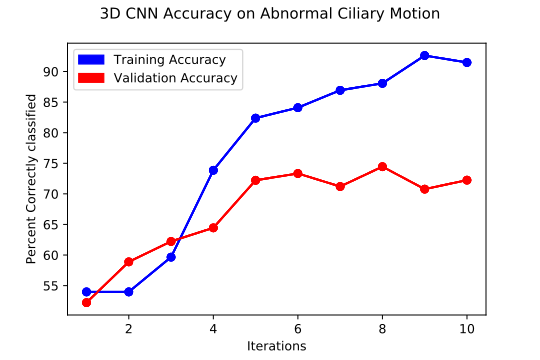 3D CNN Accuracy on Abnormal Ciliary Motion
Training Accuracy
Validation Accuracy
Percent Correctly classified
90
85
80
75
70
65
60
55
2 4 6 8 10
Iterations